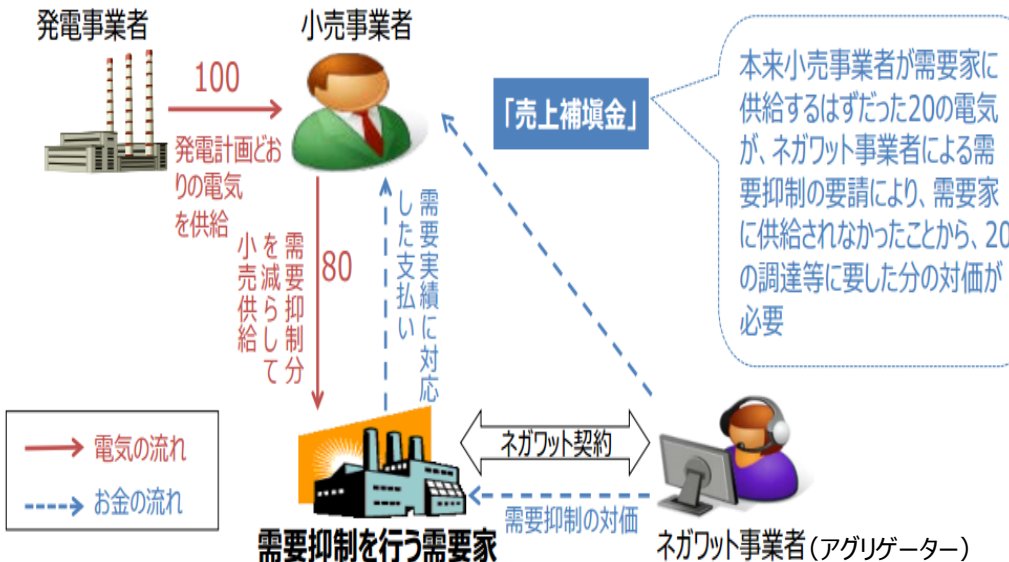 発電事業者
小売事業者
100
発電計画どお
りの電気
を供給
「売上補填金」
本来小売事業者が需要家に
供給するはずだった20の電気
が、ネガワット事業者による需
要抑制の要請により、需要家
に供給されなかったことから、20
の調達等に要した分の対価が
必要
需要抑制分
を減らして
小売供給
80
需要実績に対応
した支払い
電気の流れ
お金の流れ
ネガワット契約
需要抑制の対価
需要抑制を行う需要家
ネガワット事業者(アグリゲーター)